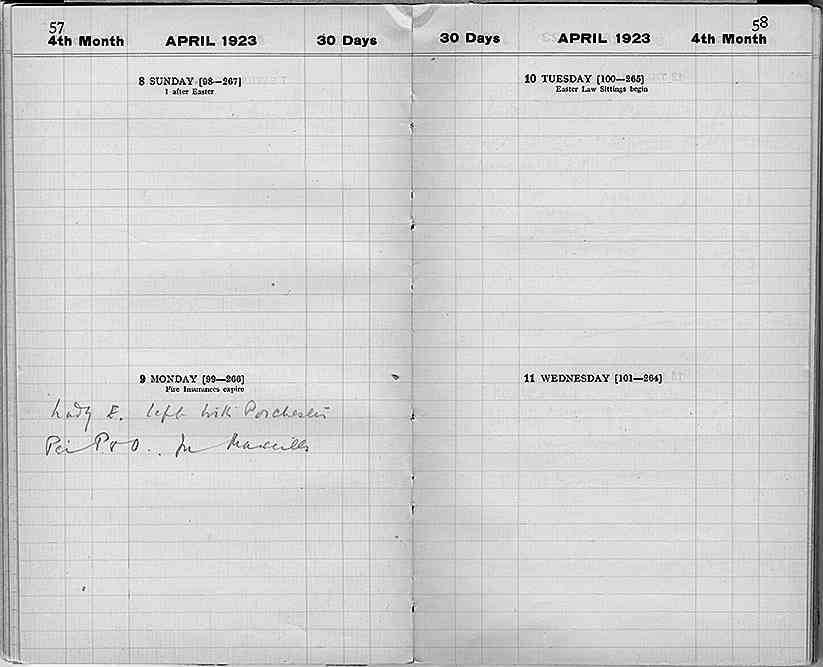 57
4th Month APRIL 1923 30 Days
8 SUNDAY [98—267]
1 after Easter
9 MONDAY [99—266]
Fire Insurances expire
Lady E. left with Porchester
Per P & O. for Marseilles
58
30 Days APRIL 1923 4th Month
10 TUESDAY [100—265]
Easter Law Sittings begin
11 WEDNESDAY [101—264]